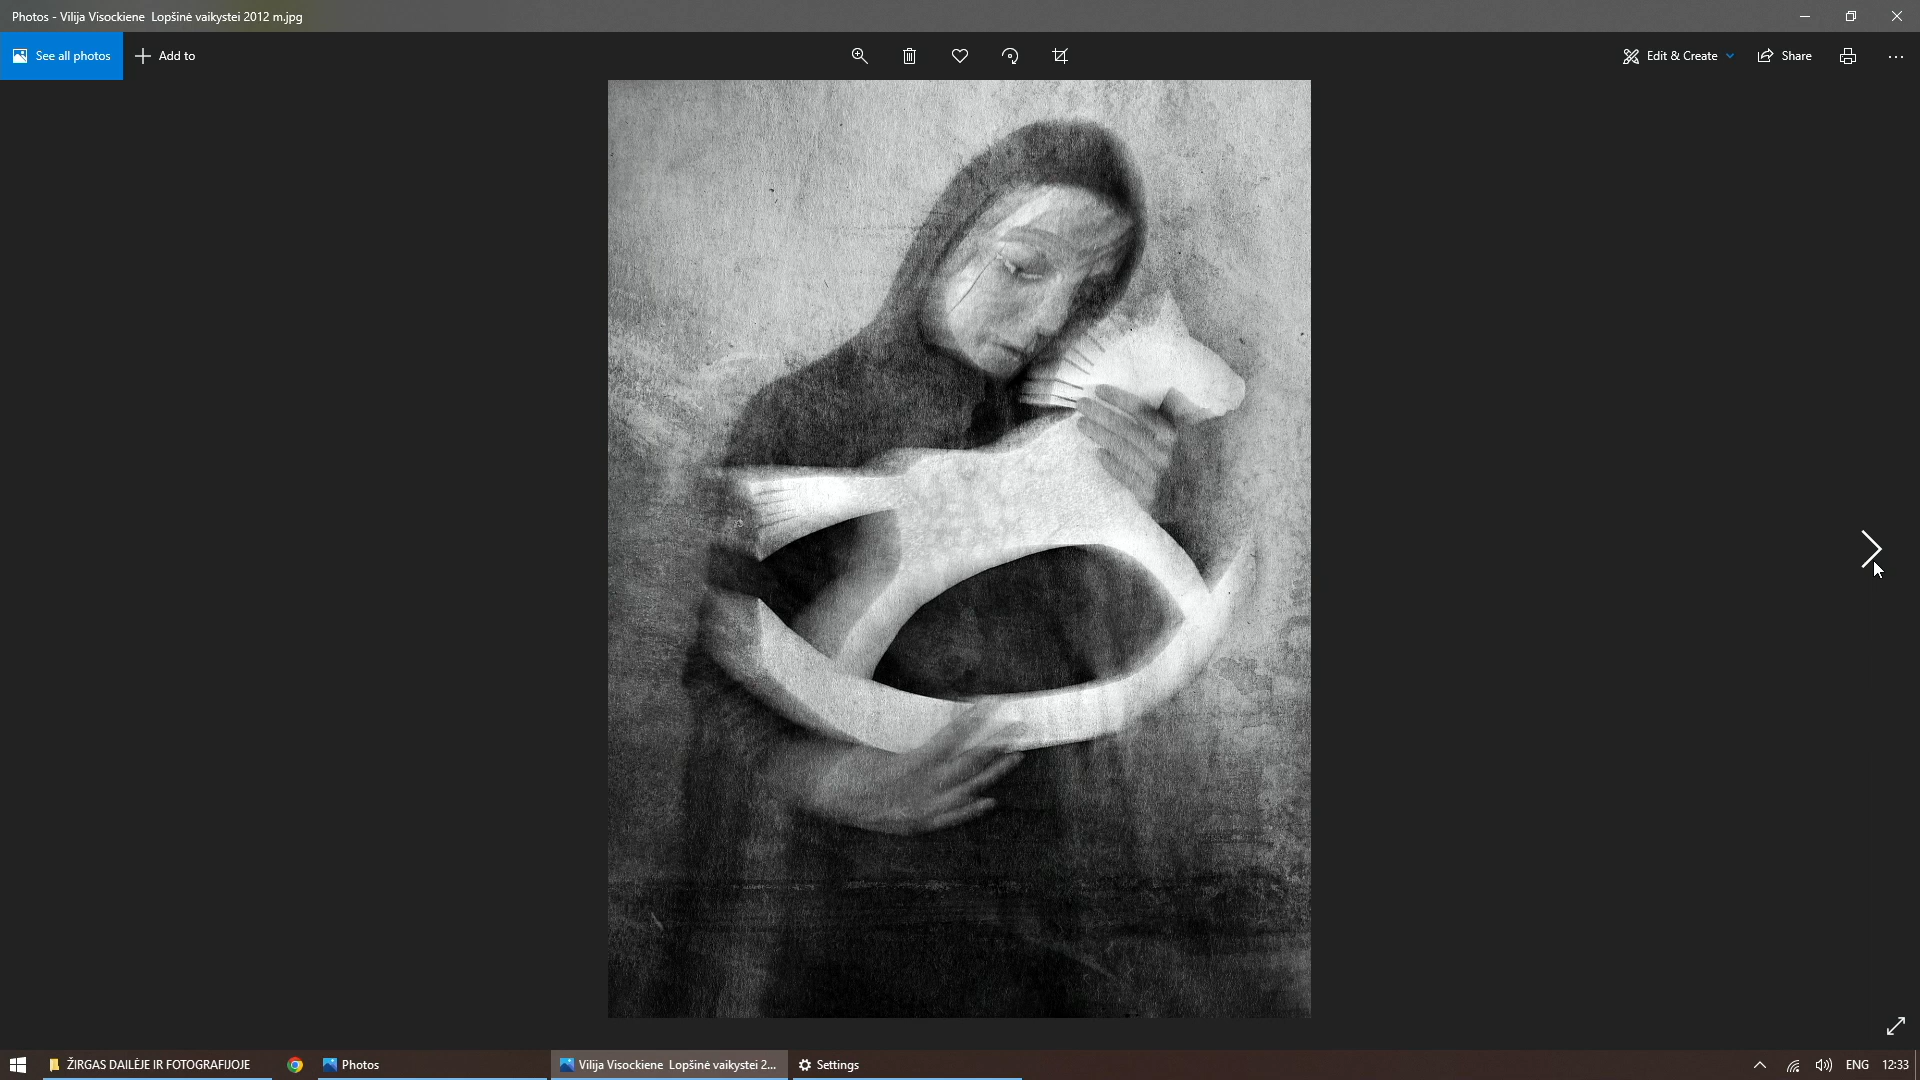 Photos - Vilija Visockiene  Lopšinė vaikystei 2012 m.jpg
See all photos
Add to
Edit & Create
Share
ŽIRGAS DAILĖJE IR FOTOGRAFIJOJE
Photos
Vilija Visockiene  Lopšinė vaikystei 2...
Settings
ENG
12:33